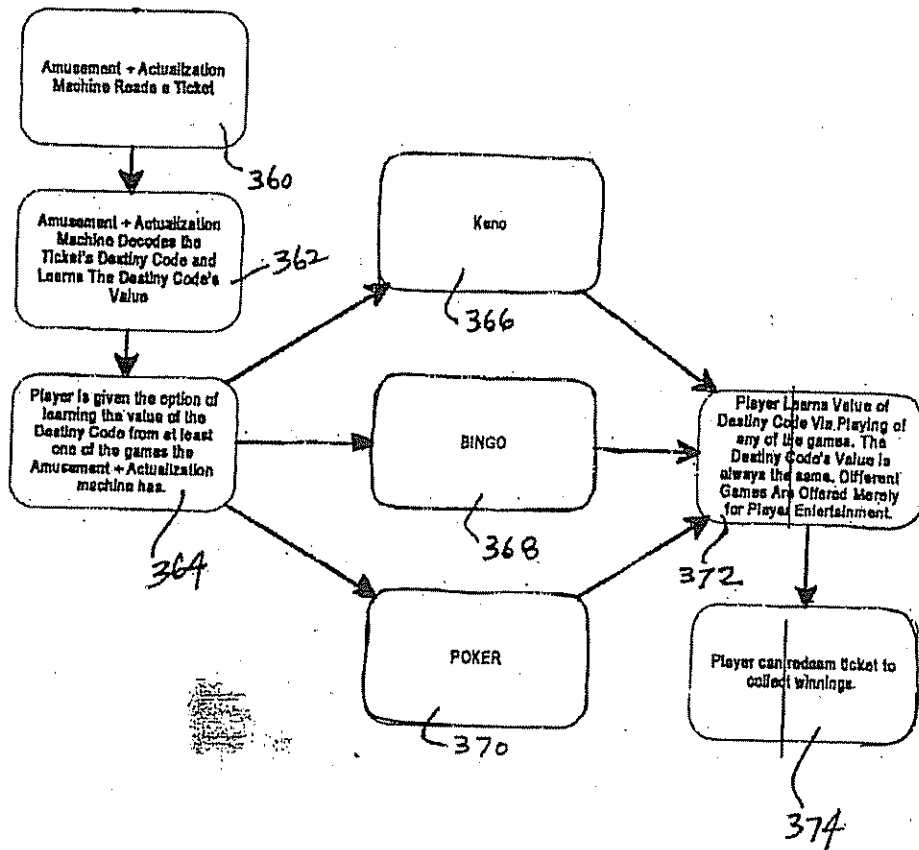 Amusement + Actualization
Machine Reads a Ticket
360
Amusement + Actualization
Machine Decodes the
Ticket's Destiny Code and
Learns The Destiny Code's
Value
362
Player is given the option of
learning the value of the
Destiny Code from at least
one of the games the
Amusement + Actualization
machine has.
364
Keno
366
BINGO
368
POKER
370
Player Learns Value of
Destiny Code Via Playing of
any of the games. The
Destiny Code's Value is
always the same. Different
Games Are Offered Merely
for Player Entertainment.
372
Player can redeem ticket to
collect winnings.
374